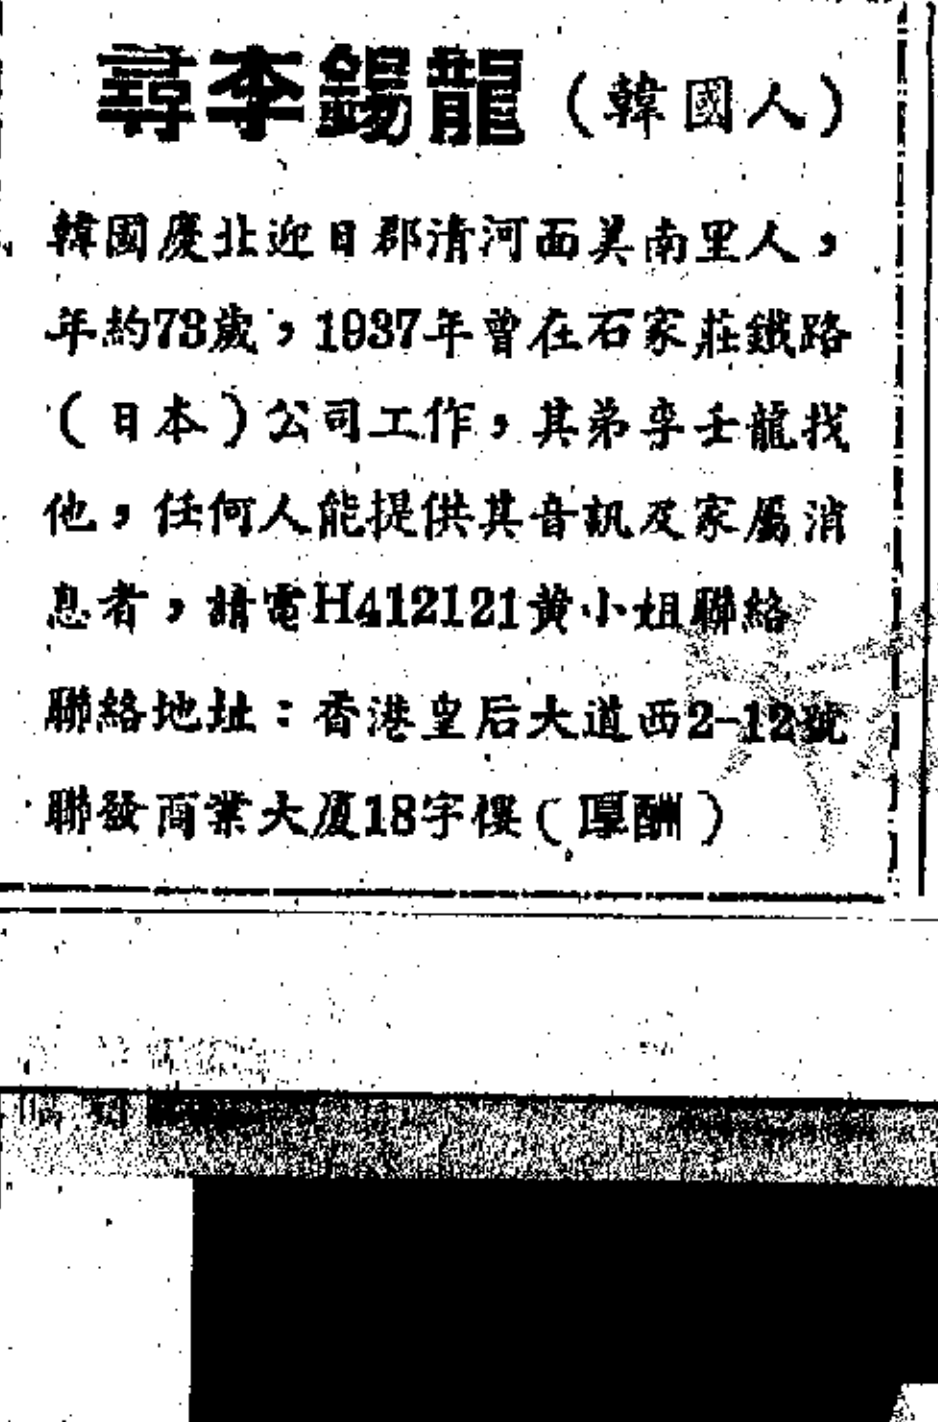 尋李錫龍（韓國人）
韓國慶北迎日郡清河面美南里人，
年約73歲，1937年曾在石家莊鐵路
（日本）公司工作，其弟李壬龍找
他，任何人能提供其音訊及家屬消
息者，請電H412121黄小姐聯絡
聯絡地址：香港皇后大道西2-12號
聯發商業大厦18字樓（厚酬）